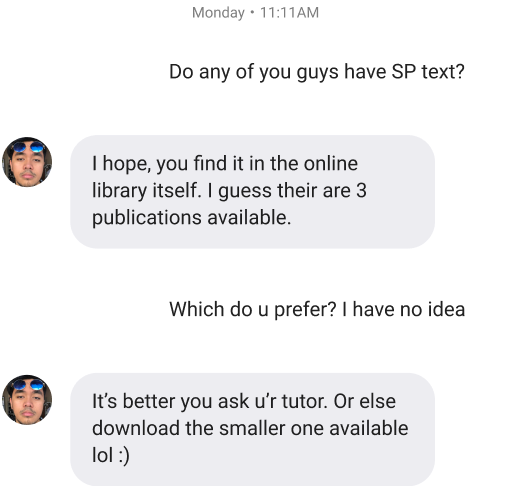 Monday • 11:11AM
Do any of you guys have SP text?
I hope, you find it in the online
library itself. I guess their are 3
publications available.
Which do u prefer? I have no idea
It’s better you ask u’r tutor. Or else
download the smaller one available
lol :)